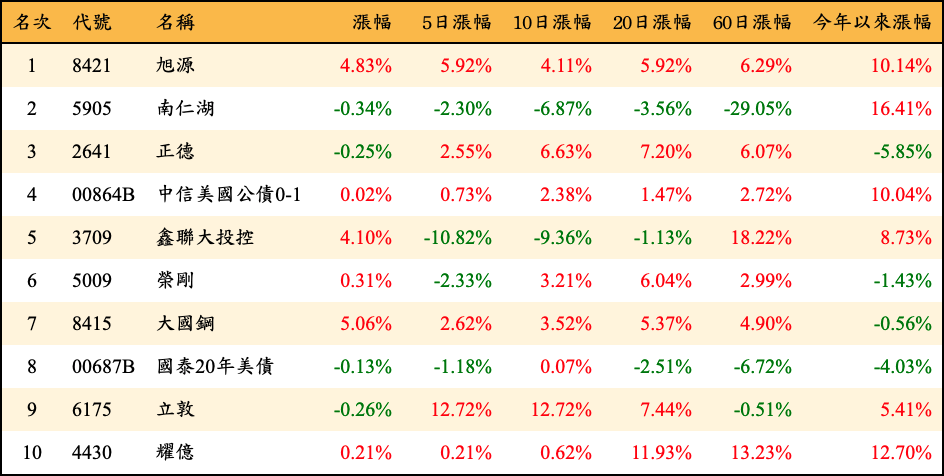 名次 代號 名稱 漲幅 5日漲幅 10日漲幅 20日漲幅 60日漲幅 今年以來漲幅
1 8421 旭源 4.83% 5.92% 4.11% 5.92% 6.29% 10.14%
2 5905 南仁湖 -0.34% -2.30% -6.87% -3.56% -29.05% 16.41%
3 2641 正德 -0.25% 2.55% 6.63% 7.20% 6.07% -5.85%
4 00864B 中信美國公債0-1 0.02% 0.73% 2.38% 1.47% 2.72% 10.04%
5 3709 鑫聯大投控 4.10% -10.82% -9.36% -1.13% 18.22% 8.73%
6 5009 榮剛 0.31% -2.33% 3.21% 6.04% 2.99% -1.43%
7 8415 大國鋼 5.06% 2.62% 3.52% 5.37% 4.90% -0.56%
8 00687B 國泰20年美債 -0.13% -1.18% 0.07% -2.51% -6.72% -4.03%
9 6175 立敦 -0.26% 12.72% 12.72% 7.44% -0.51% 5.41%
10 4430 耀億 0.21% 0.21% 0.62% 11.93% 13.23% 12.70%